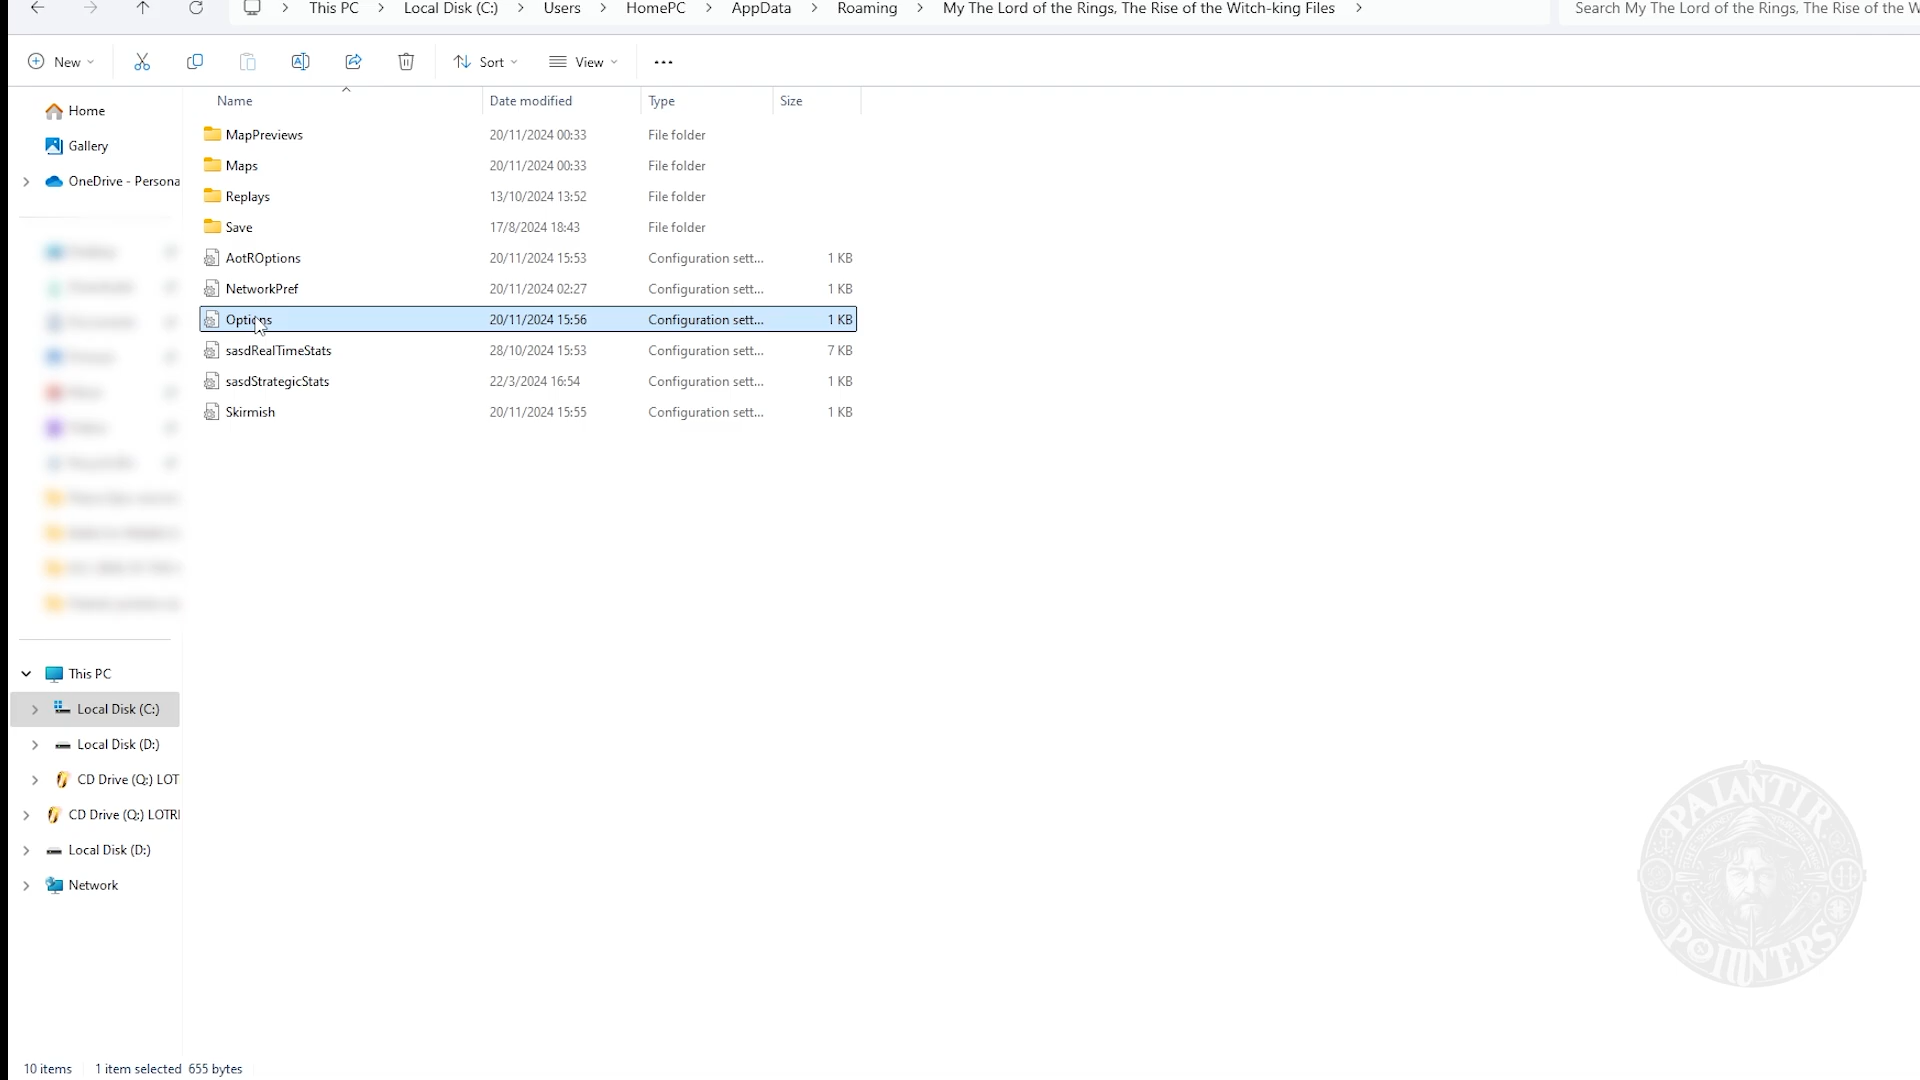 This PC > Local Disk (C:) > Users > HomePC > AppData > Roaming > My The Lord of the Rings, The Rise of the Witch-king Files >
Search My The Lord of the Rings, The Rise of the W
New
Sort
View
Name Date modified Type Size
Home
Gallery
OneDrive - Persona
MapPreviews 20/11/2024 00:33 File folder
Maps 20/11/2024 00:33 File folder
Replays 13/10/2024 13:52 File folder
Save 17/8/2024 18:43 File folder
AotROptions 20/11/2024 15:53 Configuration sett... 1 KB
NetworkPref 20/11/2024 02:27 Configuration sett... 1 KB
Options 20/11/2024 15:56 Configuration sett... 1 KB
sasdRealTimeStats 28/10/2024 15:53 Configuration sett... 7 KB
sasdStrategicStats 22/3/2024 16:54 Configuration sett... 1 KB
Skirmish 20/11/2024 15:55 Configuration sett... 1 KB
This PC
Local Disk (C:)
Local Disk (D:)
CD Drive (Q:) LOT
CD Drive (Q:) LOTRI
Local Disk (D:)
Network
PALANTIR
10 items 1 item selected 655 bytes